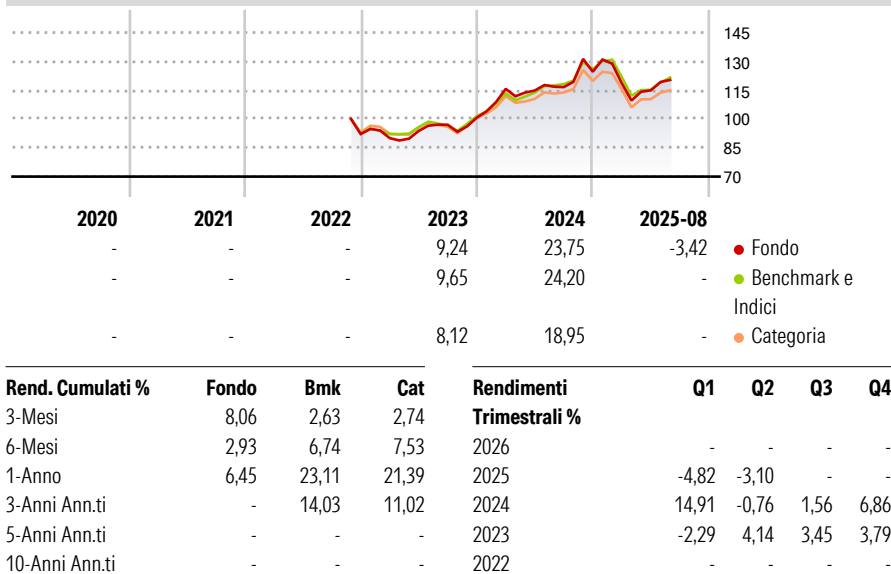 145
130
115
100
85
70
2020 2021 2022 2023 2024 2025-08
- - - 9,24 23,75 -3,42 Fondo
- - - 9,65 24,20 - Benchmark e
Indici
- - - 8,12 18,95 - Categoria
Rend. Cumulati % Fondo Bmk Cat
3-Mesi 8,06 2,63 2,74
6-Mesi 2,93 6,74 7,53
1-Anno 6,45 23,11 21,39
3-Anni Ann.ti - 14,03 11,02
5-Anni Ann.ti - - -
10-Anni Ann.ti - - -
Rendimenti Q1 Q2 Q3 Q4
Trimestrali %
2026 - - - -
2025 -4,82 -3,10 - -
2024 14,91 -0,76 1,56 6,86
2023 -2,29 4,14 3,45 3,79
2022 - - - -